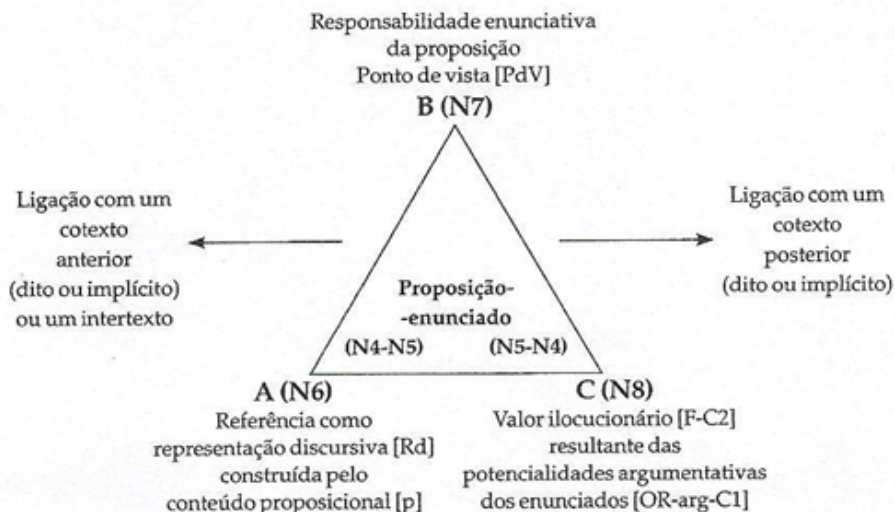 Responsabilidade enunciativa
da proposição
Ponto de vista [PdV]
B (N7)
Ligação com um
cotexto
anterior
(dito ou implícito)
ou um intertexto
Ligação com um
cotexto
posterior
(dito ou implícito)
Proposição-
-enunciado
(N4-N5) (N5-N4)
A (N6)
Referência como
representação discursiva [Rd]
construída pelo
conteúdo proposicional [p]
C (N8)
Valor ilocucionário [F-C2]
resultante das
potencialidades argumentativas
dos enunciados [OR-arg-C1]